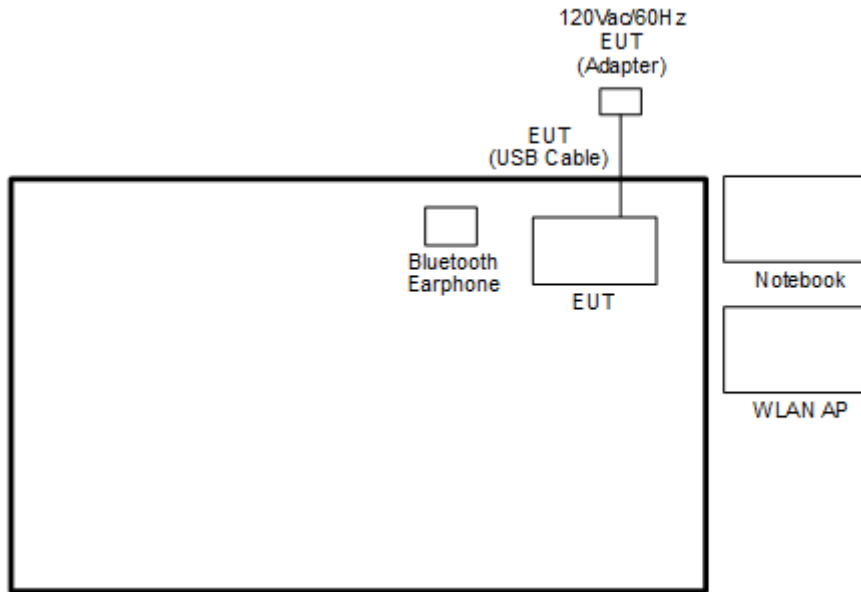 120Vac/60Hz
EUT
(Adapter)
EUT
(USB Cable)
Bluetooth
Earphone
EUT
Notebook
WLAN AP